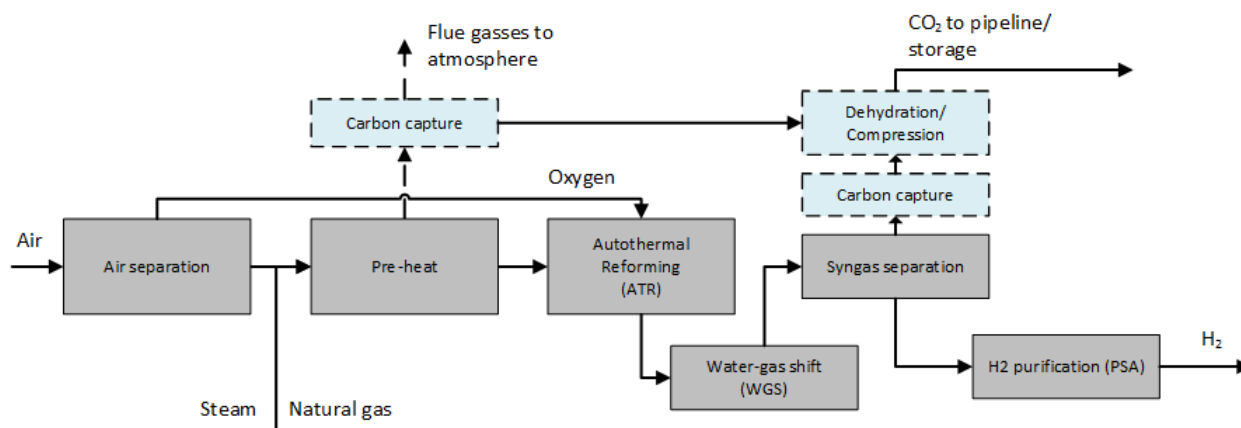 Flue gasses to
atmosphere
CO₂ to pipeline/
storage
Carbon capture
Dehydration/
Compression
Oxygen
Carbon capture
Air
Air separation
Pre-heat
Autothermal
Reforming
(ATR)
Syngas separation
Water-gas shift
(WGS)
H2 purification (PSA)
H₂
Steam
Natural gas